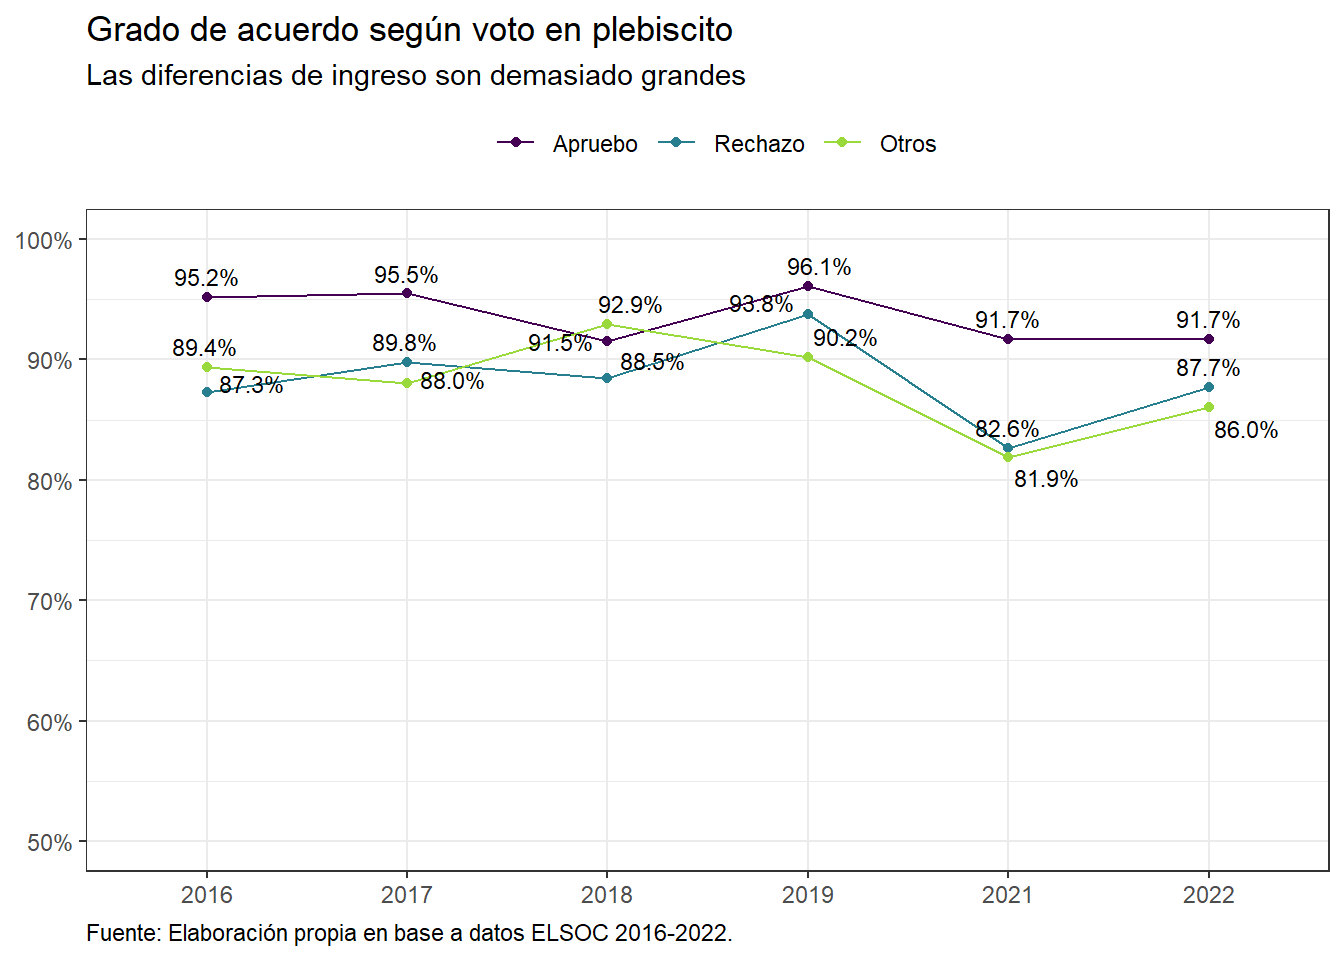 Grado de acuerdo según voto en plebiscito
Las diferencias de ingreso son demasiado grandes
Apruebo Rechazo Otros
100%
96.1%
95.2% 95.5%
92.9% 93.8%
91.7% 91.7%
89.4% 89.8% 91.5% 90.2%
90%
88.5% 87.7%
87.3% 88.0%
82.6% 86.0%
80% 81.9%
70%
60%
50%
2016 2017 2018 2019 2021 2022
Fuente: Elaboración propia en base a datos ELSOC 2016-2022.